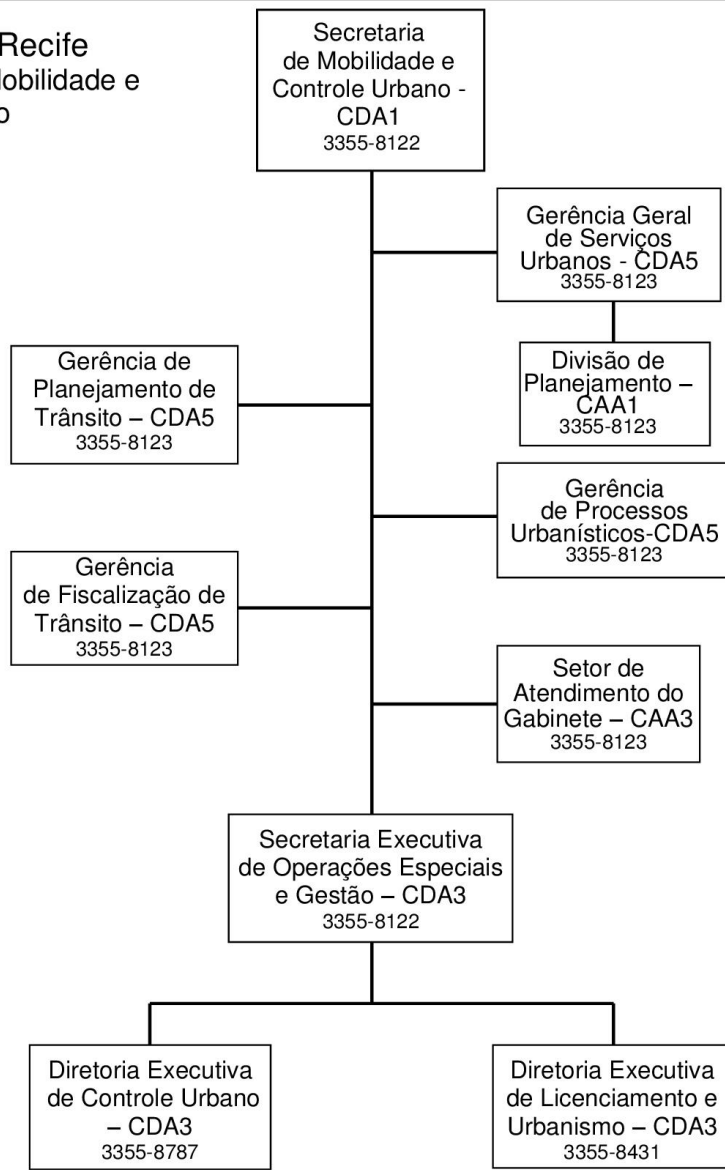 Recife
obilidade e
o
Secretaria
de Mobilidade e
Controle Urbano -
CDA1
3355-8122
Gerência Geral
de Serviços
Urbanos - CDA5
3355-8123
Divisão de
Planejamento –
CAA1
3355-8123
Gerência de
Planejamento de
Trânsito – CDA5
3355-8123
Gerência
de Processos
Urbanísticos-CDA5
3355-8123
Gerência
de Fiscalização de
Trânsito – CDA5
3355-8123
Setor de
Atendimento do
Gabinete – CAA3
3355-8123
Secretaria Executiva
de Operações Especiais
e Gestão – CDA3
3355-8122
Diretoria Executiva
de Controle Urbano
– CDA3
3355-8787
Diretoria Executiva
de Licenciamento e
Urbanismo – CDA3
3355-8431